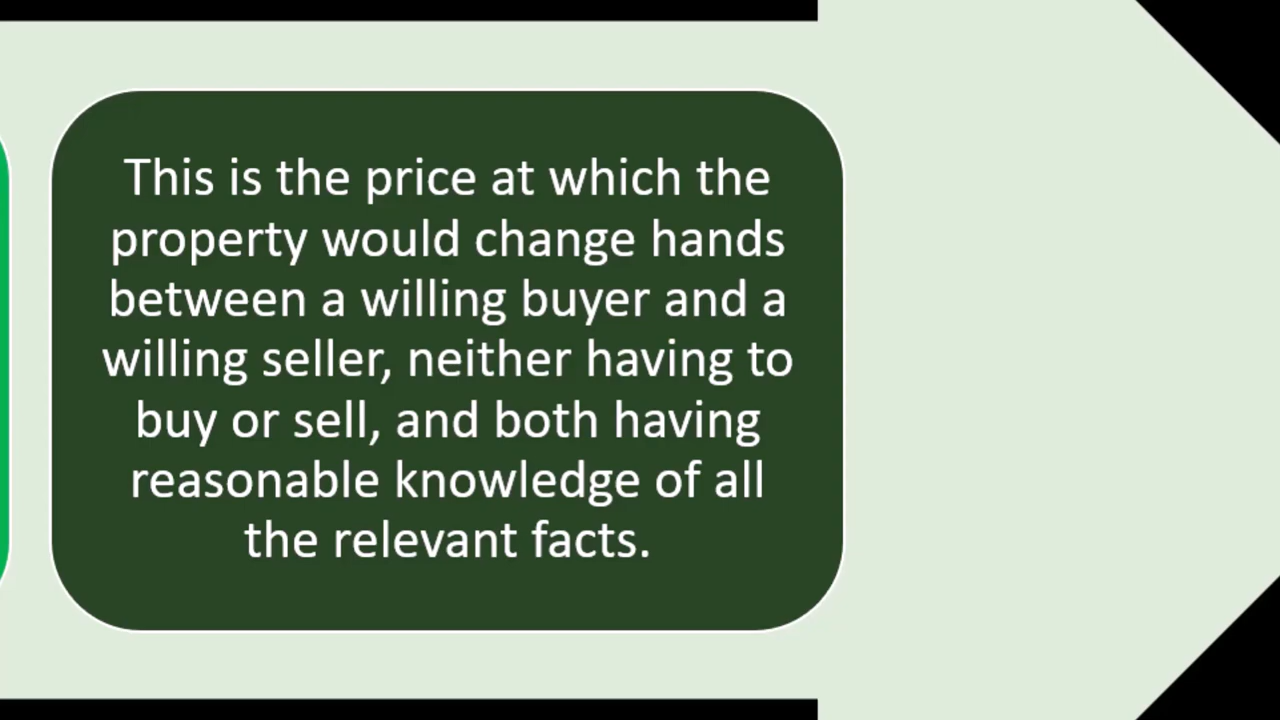 This is the price at which the
property would change hands
between a willing buyer and a
willing seller, neither having to
buy or sell, and both having
reasonable knowledge of all
the relevant facts.